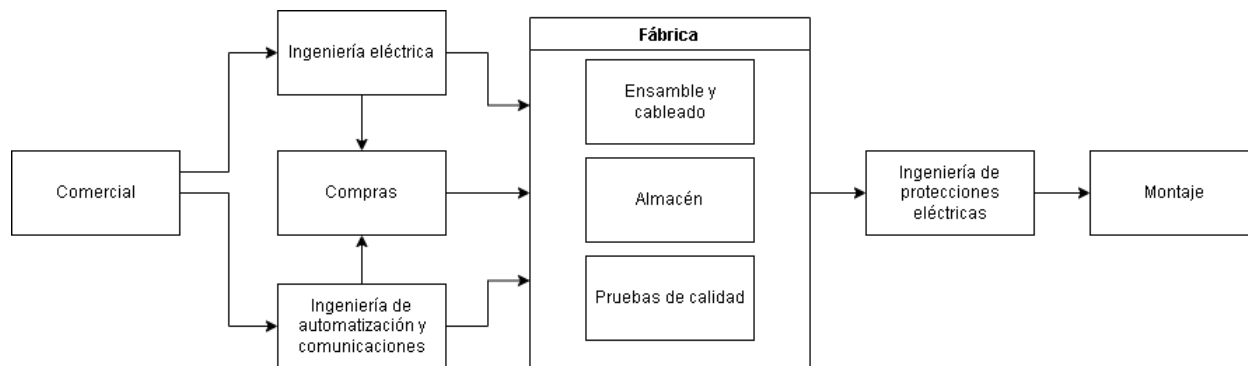 Comercial
Ingeniería eléctrica
Compras
Ingeniería de
automatización y
comunicaciones
Fábrica
Ensamble y
cableado
Almacén
Pruebas de calidad
Ingeniería de
protecciones
eléctricas
Montaje